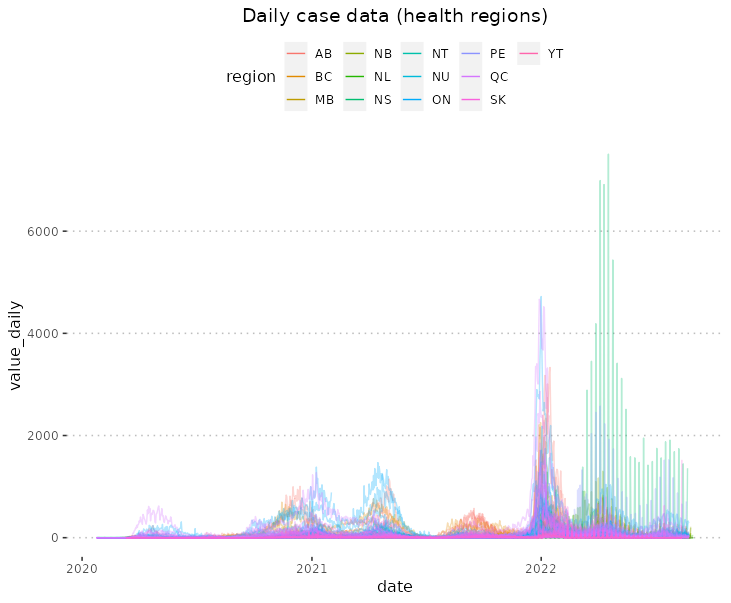 Daily case data (health regions)
region
AB NB NT PE YT
BC NL NU QC
MB NS ON SK
value_daily
6000
4000
2000
0
2020 2021 2022
date